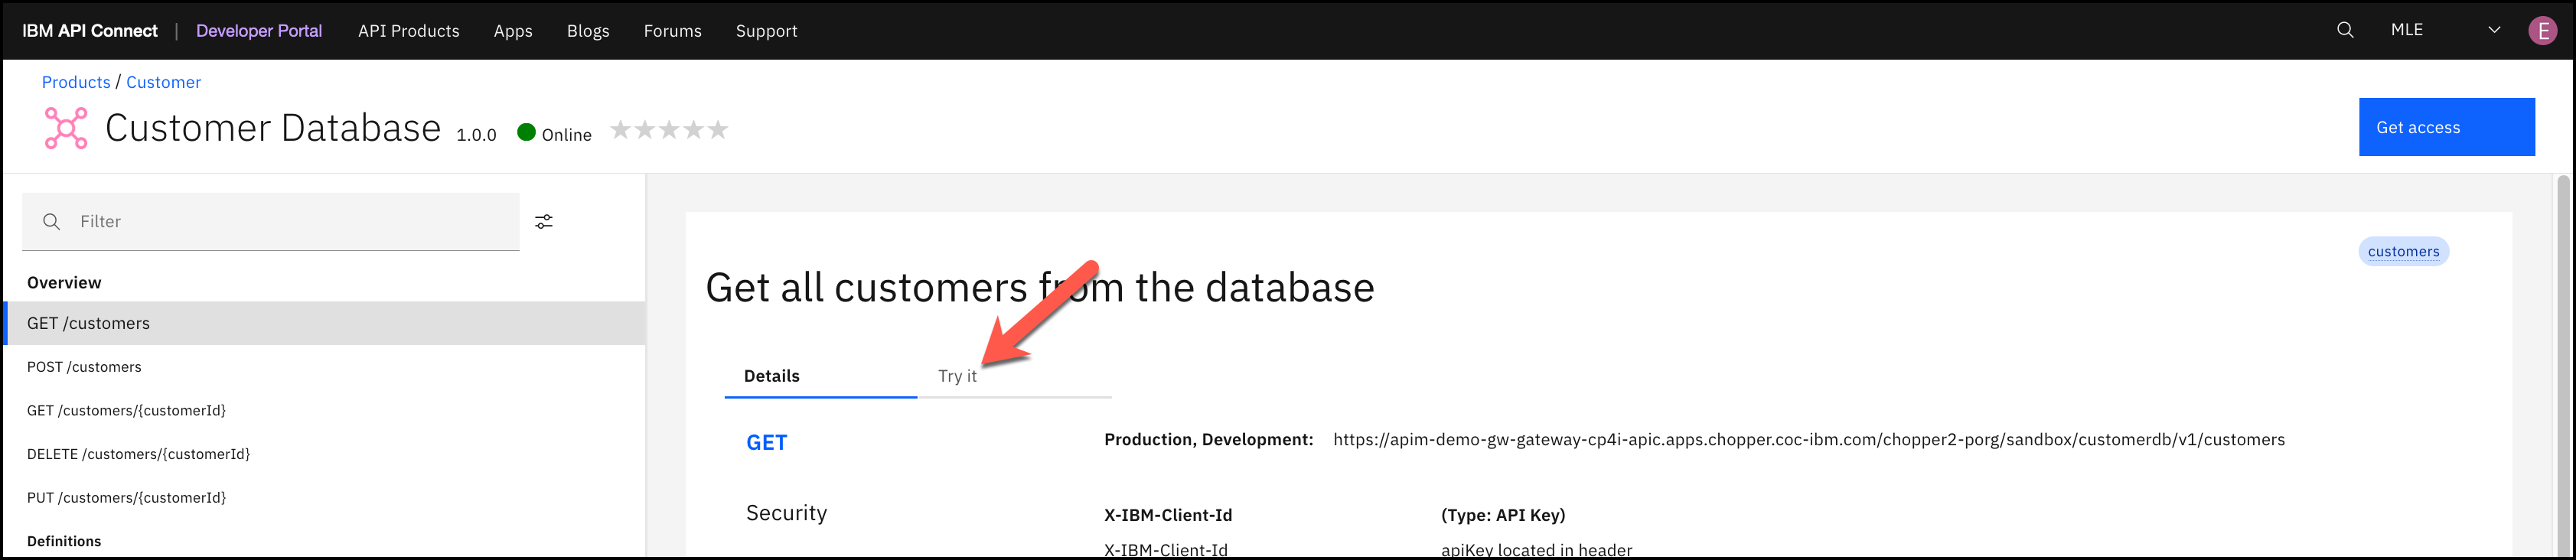 IBM API Connect | Developer Portal API Products Apps Blogs Forums Support MLE E
Products / Customer
Customer Database 1.0.0 Online
Get access
Filter
Overview
GET /customers
POST /customers
GET /customers/{customerId}
DELETE /customers/{customerId}
PUT /customers/{customerId}
Definitions
customers
Get all customers from the database
Details Try it
GET Production, Development: https://apim-demo-gw-gateway-cp4i-apic.apps.chopper.coc-ibm.com/chopper2-porg/sandbox/customerdb/v1/customers
Security X-IBM-Client-Id (Type: API Key)
X-IBM-Client-Id apiKey located in header